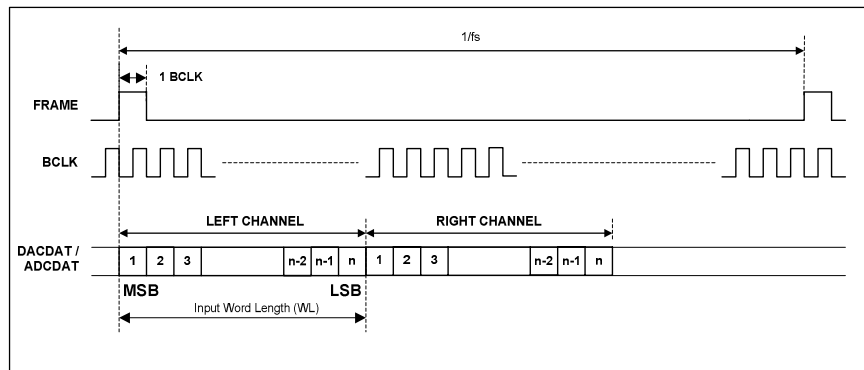 1/fs
1 BCLK
FRAME
BCLK
LEFT CHANNEL RIGHT CHANNEL
DACDAT /
ADCDAT
1 2 3 n-2 n-1 n 1 2 3 n-2 n-1 n
MSB LSB
Input Word Length (WL)